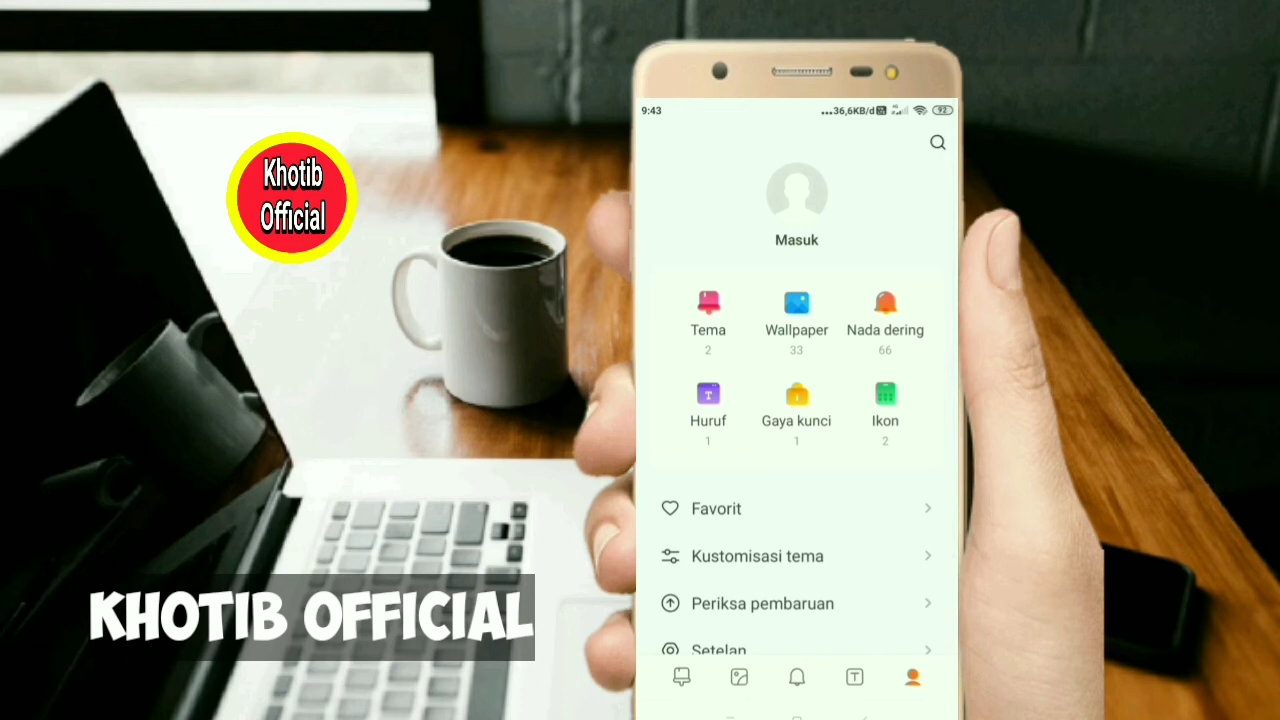 Khotib
Official
KHOTIB OFFICIAL
9:43
...36,6KB/d
92
Masuk
Tema
2
Wallpaper
33
Nada dering
66
Huruf
1
Gaya kunci
1
Ikon
2
Favorit
Kustomisasi tema
Periksa pembaruan
Setelan